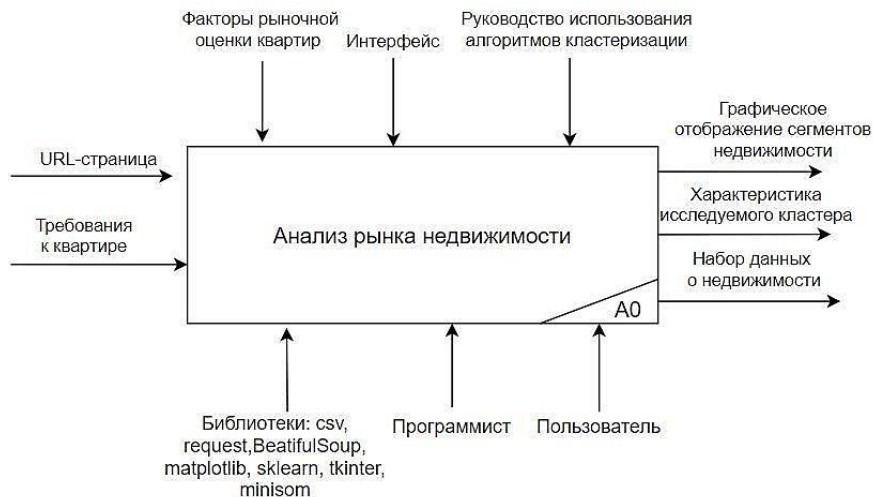 Факторы рыночной
оценки квартир
Интерфейс
Руководство использования
алгоритмов кластеризации
URL-страница
Требования
к квартире
Анализ рынка недвижимости
A0
Графическое
отображение сегментов
недвижимости
Характеристика
исследуемого кластера
Набор данных
о недвижимости
Библиотеки: csv,
request,BeatifulSoup,
matplotlib, sklearn, tkinter,
minisom
Программист
Пользователь